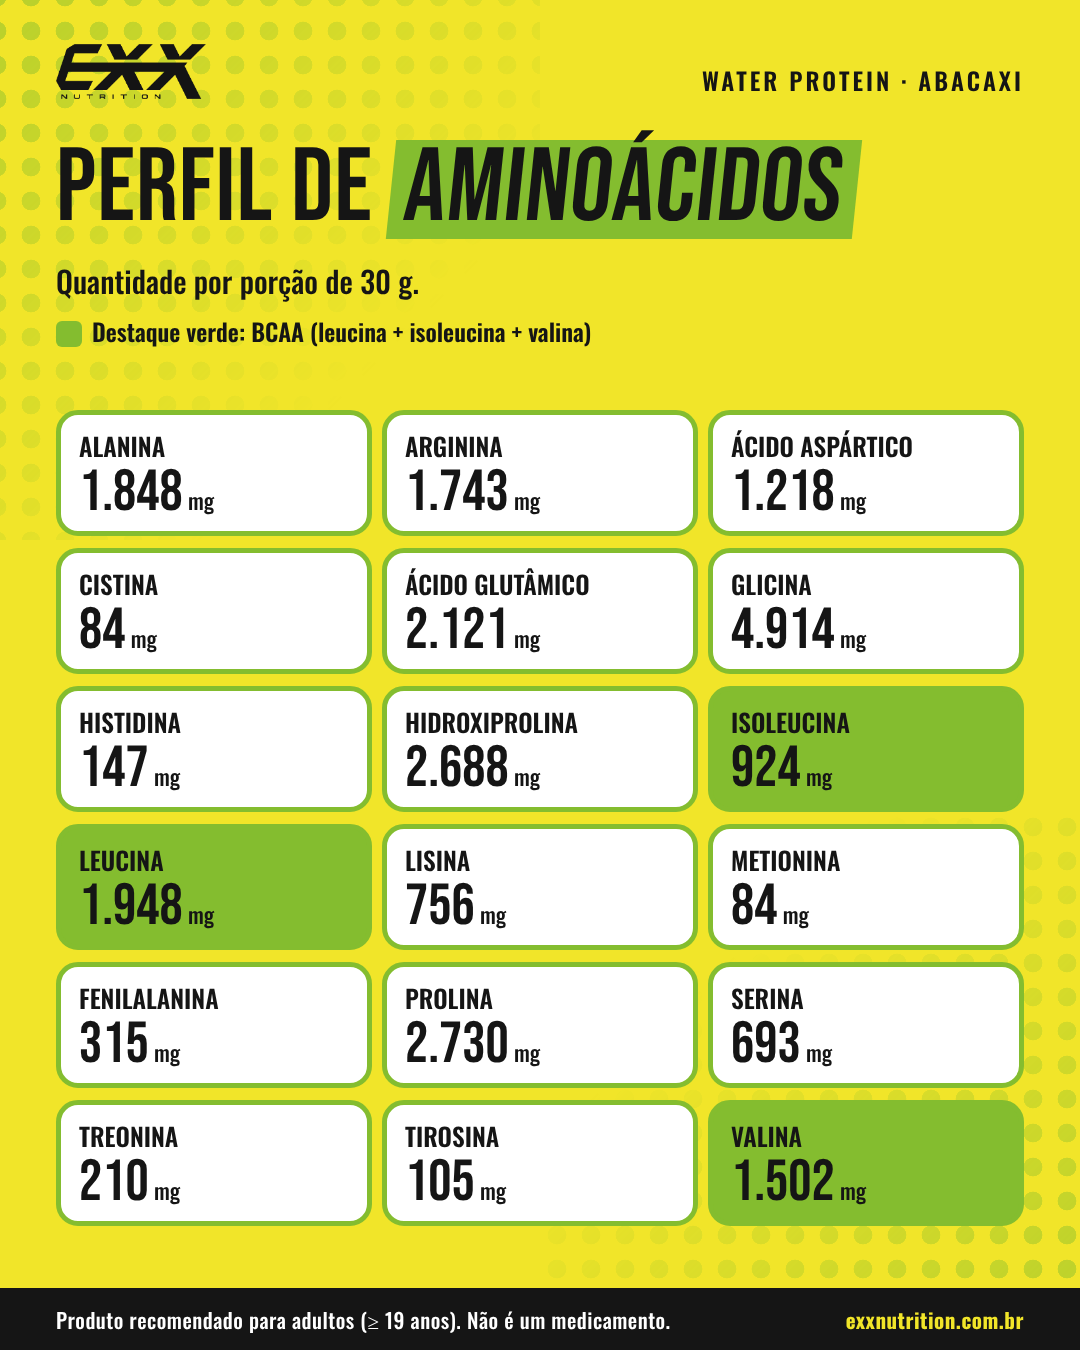 EXX
NUTRITION
WATER PROTEIN · ABACAXI
PERFIL DE AMINOÁCIDOS
Quantidade por porção de 30 g.
Destaque verde: BCAA (leucina + isoleucina + valina)
ALANINA
1.848 mg
ARGININA
1.743 mg
ÁCIDO ASPÁRTICO
1.218 mg
CISTINA
84 mg
ÁCIDO GLUTÂMICO
2.121 mg
GLICINA
4.914 mg
HISTIDINA
147 mg
HIDROXIPROLINA
2.688 mg
ISOLEUCINA
924 mg
LEUCINA
1.948 mg
LISINA
756 mg
METIONINA
84 mg
FENILALANINA
315 mg
PROLINA
2.730 mg
SERINA
693 mg
TREONINA
210 mg
TIROSINA
105 mg
VALINA
1.502 mg
Produto recomendado para adultos (≥ 19 anos). Não é um medicamento.
exxnutrition.com.br